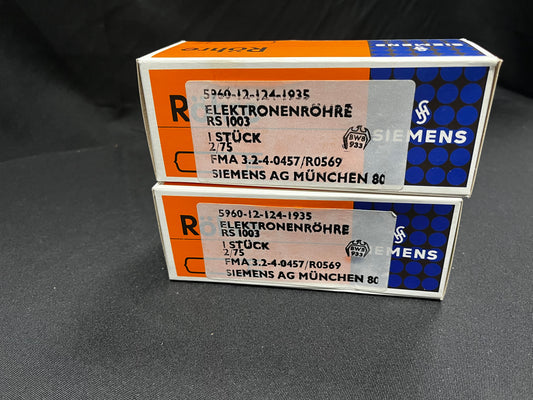 Röhre
SIEMENS
5960-12-124-1935
ELEKTRONENRÖHRE
RS 1003
1 STÜCK
2/75
BWB
933
FMA 3.2-4-0457/R0569
SIEMENS AG MÜNCHEN 80
SIEMENS
5960-12-124-1935
ELEKTRONENRÖHRE
RS 1003
1 STÜCK
2/75
BWB
933
FMA 3.2-4-0457/R0569
SIEMENS AG MÜNCHEN 80